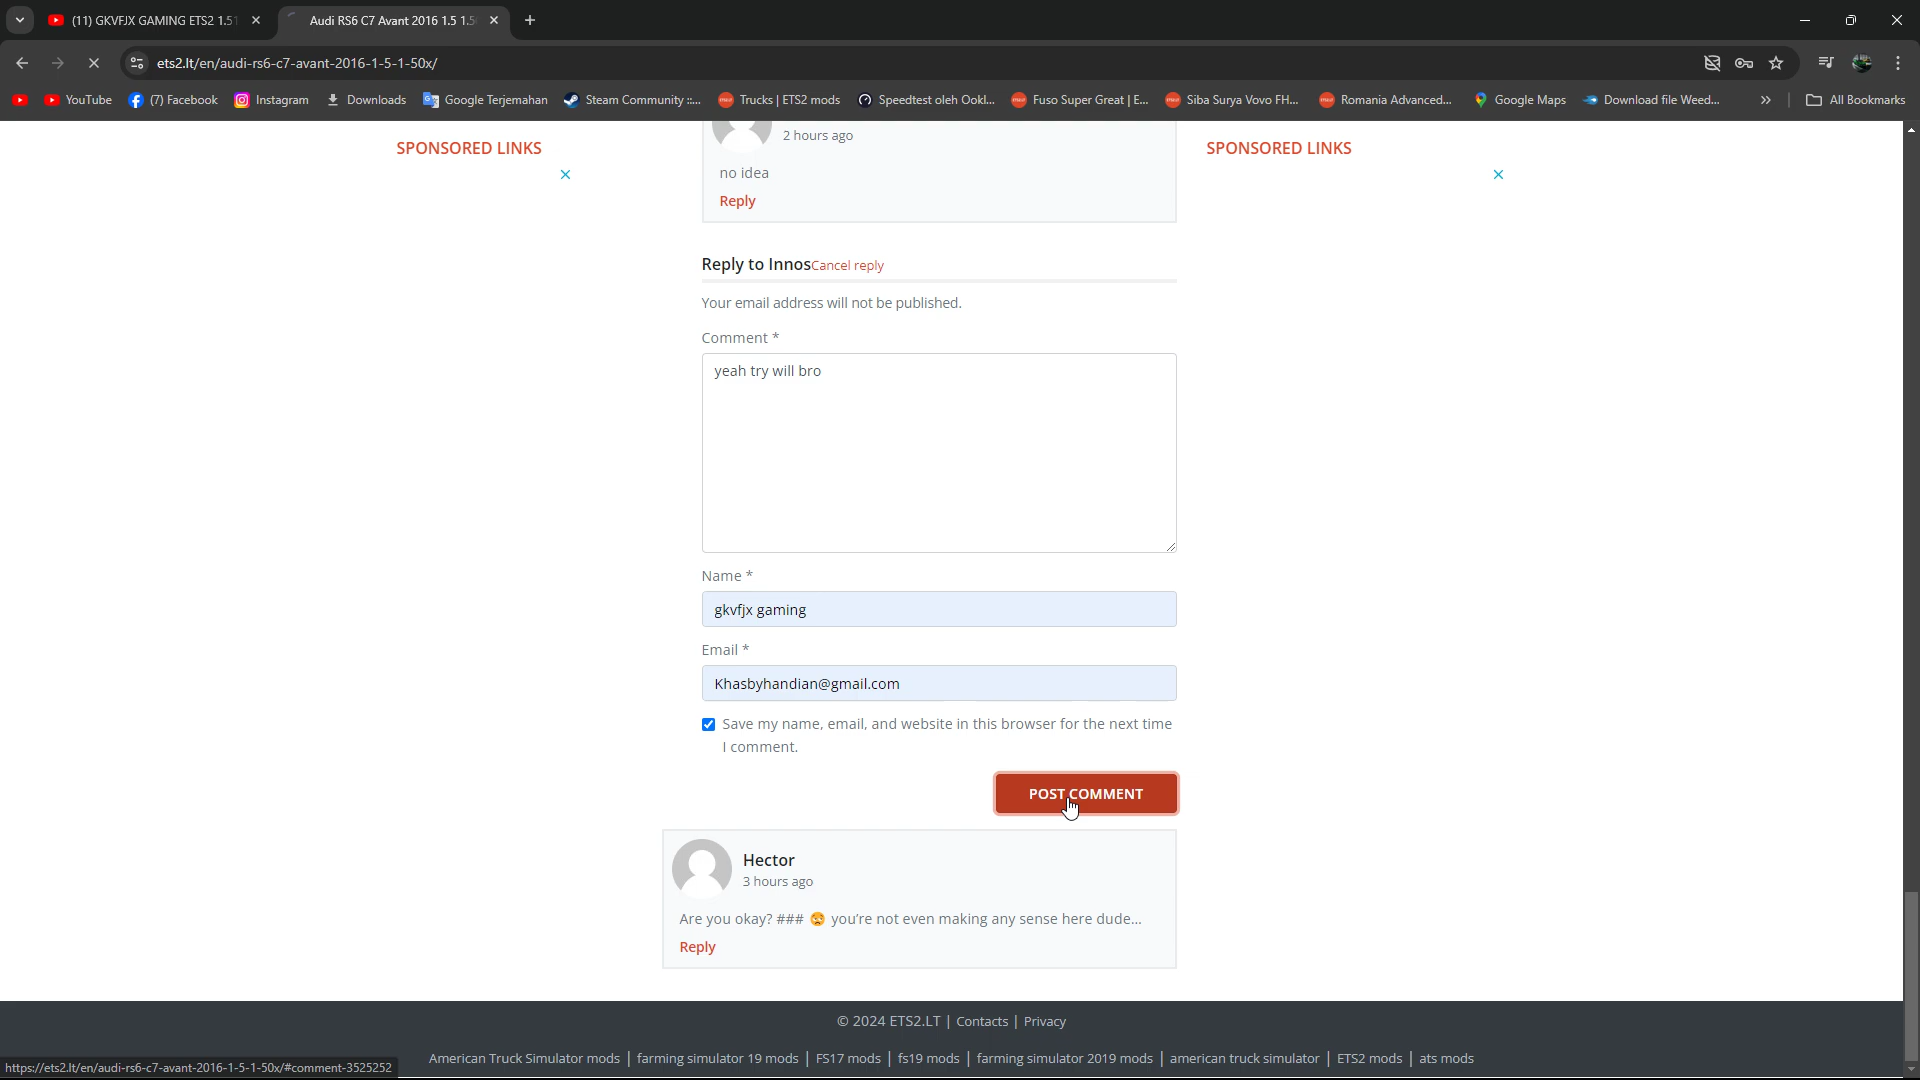 (11) GKVFJX GAMING ETS2 1.51
Audi RS6 C7 Avant 2016 1.5 1.5
ets2.lt/en/audi-rs6-c7-avant-2016-1-5-1-50x/
YouTube
(7) Facebook
Instagram
Downloads
Google Terjemahan
Steam Community ::...
Trucks | ETS2 mods
Speedtest oleh Ookl...
Fuso Super Great | E...
Siba Surya Vovo FH...
Romania Advanced...
Google Maps
Download file Weed...
»
All Bookmarks
SPONSORED LINKS
SPONSORED LINKS
2 hours ago
no idea
Reply
Reply to InnosCancel reply
Your email address will not be published.
Comment *
yeah try will bro
Name *
gkvfjx gaming
Email *
Khasbyhandian@gmail.com
Save my name, email, and website in this browser for the next time
I comment.
POST COMMENT
Hector
3 hours ago
Are you okay? ### 😳 you’re not even making any sense here dude…
Reply
© 2024 ETS2.LT | Contacts | Privacy
American Truck Simulator mods | farming simulator 19 mods | FS17 mods | fs19 mods | farming simulator 2019 mods | american truck simulator | ETS2 mods | ats mods
https://ets2.lt/en/audi-rs6-c7-avant-2016-1-5-1-50x/#comment-3525252